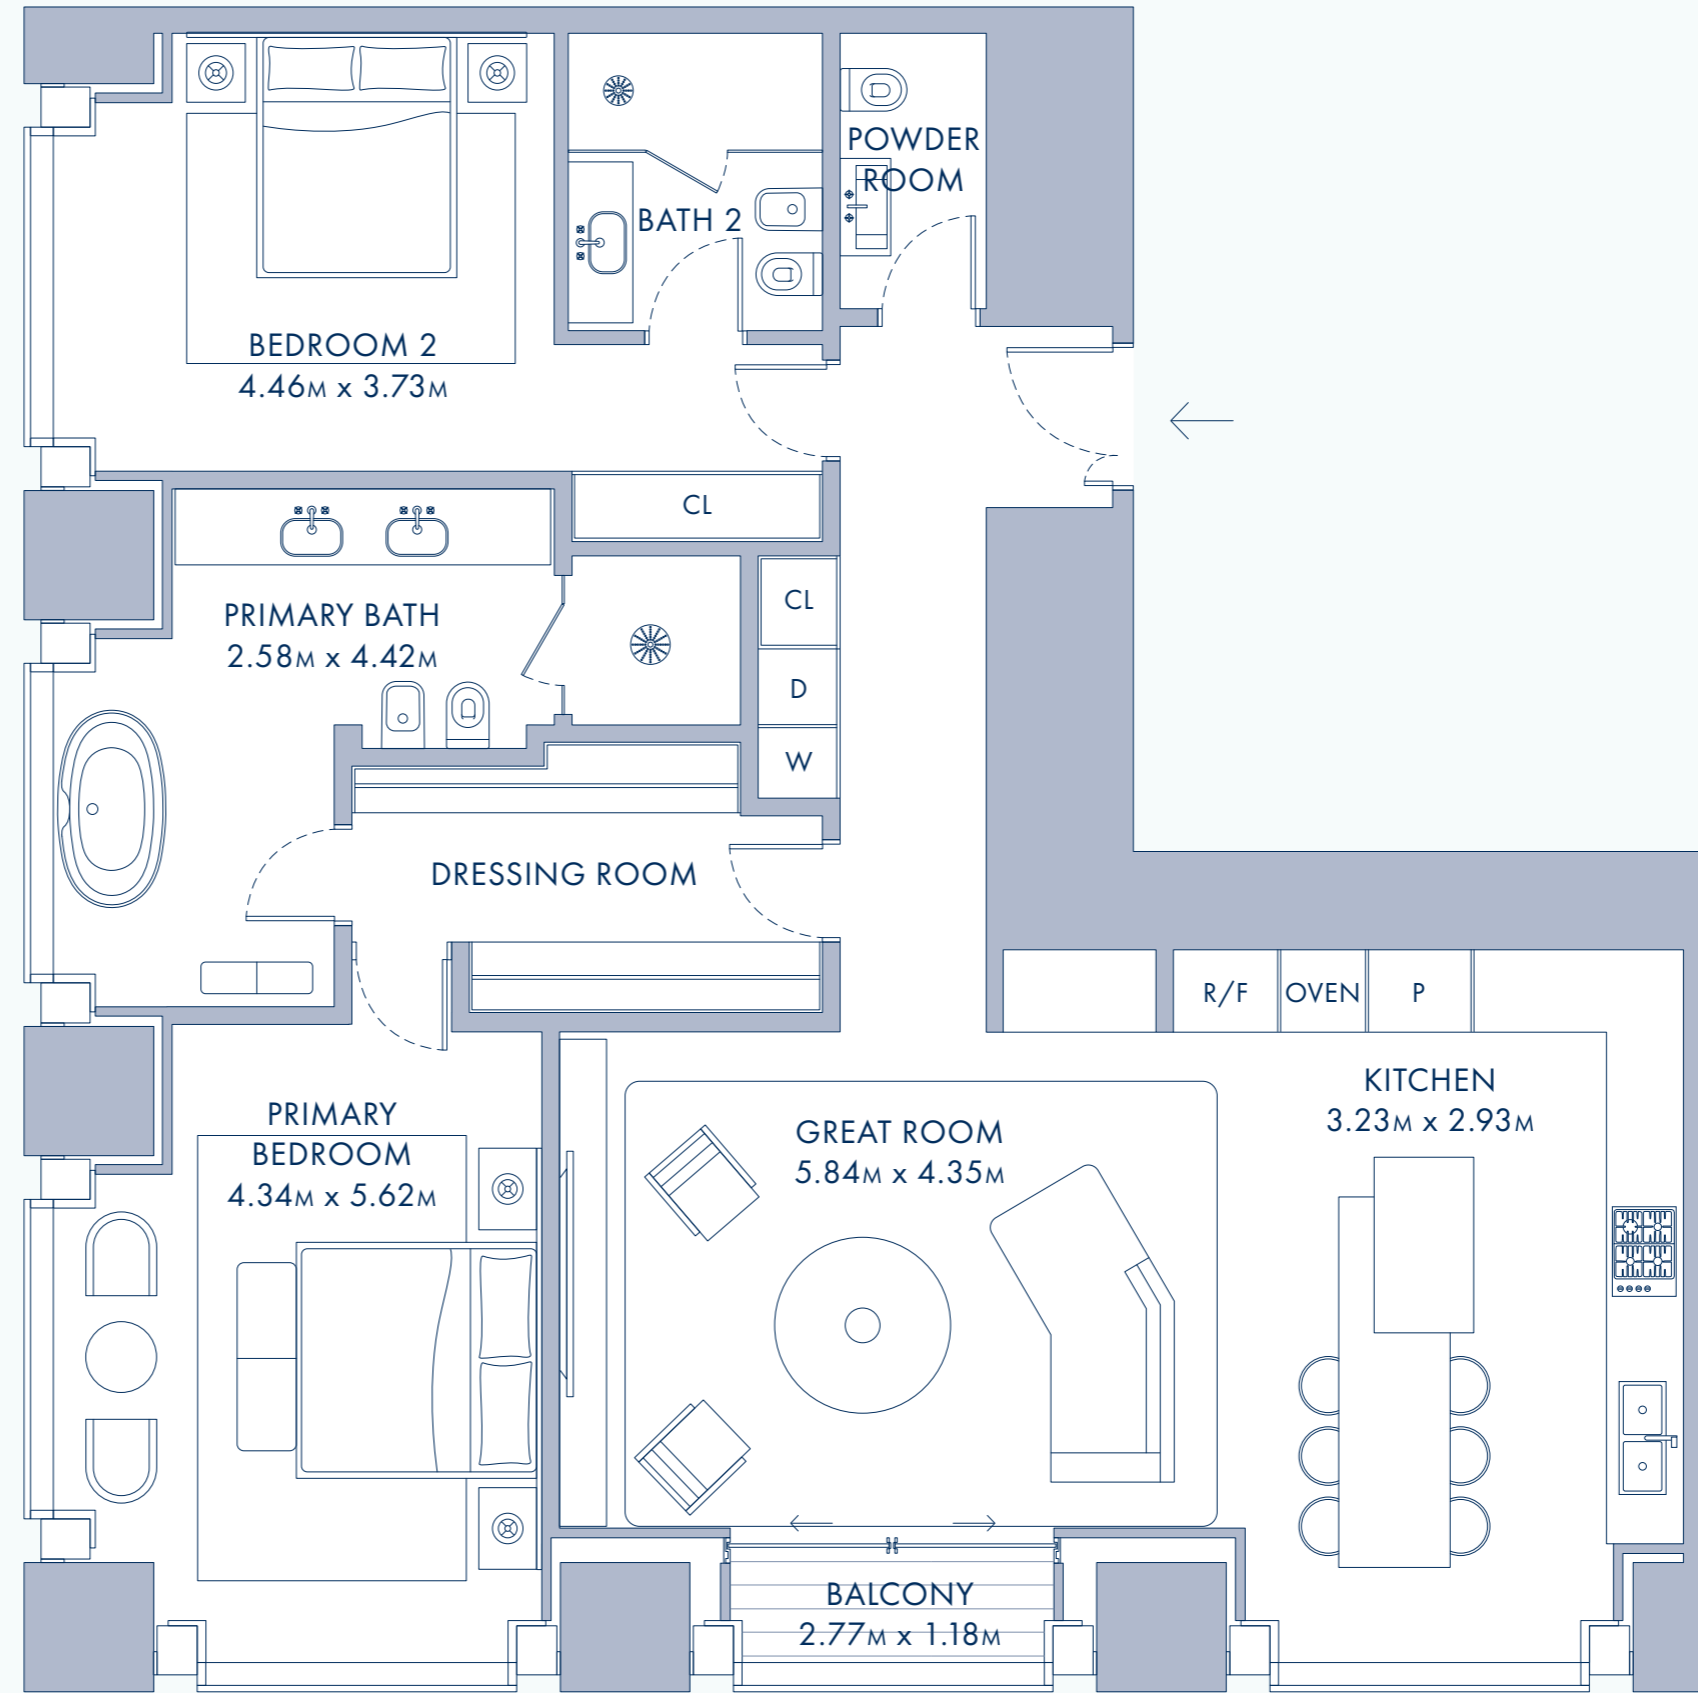 POWDER
ROOM
BATH 2
BEDROOM 2
4.46M x 3.73M
CL
CL
PRIMARY BATH
2.58M x 4.42M
D
W
DRESSING ROOM
R/F
OVEN
P
KITCHEN
3.23M x 2.93M
PRIMARY
BEDROOM
4.34M x 5.62M
GREAT ROOM
5.84M x 4.35M
BALCONY
2.77M x 1.18M